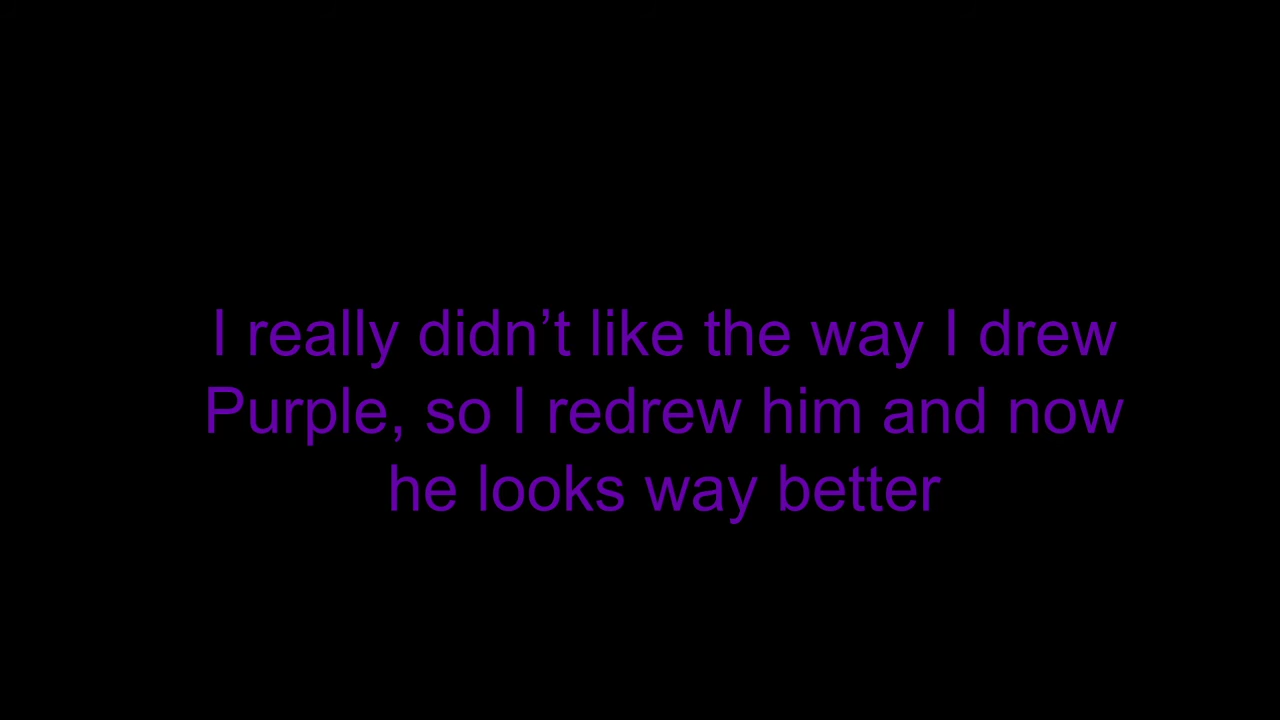 I really didn’t like the way I drew
Purple, so I redrew him and now
he looks way better